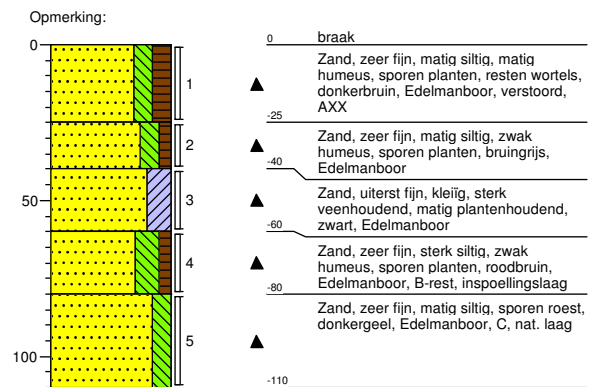 Opmerking:
0
50
100
1
2
3
4
5
0
braak
Zand, zeer fijn, matig siltig, matig
humeus, sporen planten, resten wortels,
donkerbruin, Edelmanboor, verstoord,
AXX
-25
Zand, zeer fijn, matig siltig, zwak
humeus, sporen planten, bruingrijs,
Edelmanboor
-40
Zand, uiterst fijn, kleiïg, sterk
veenhoudend, matig plantenhoudend,
zwart, Edelmanboor
-60
Zand, zeer fijn, sterk siltig, zwak
humeus, sporen planten, roodbruin,
Edelmanboor, B-rest, inspoellingslaag
-80
Zand, zeer fijn, matig siltig, sporen roest,
donkergeel, Edelmanboor, C, nat. laag
-110